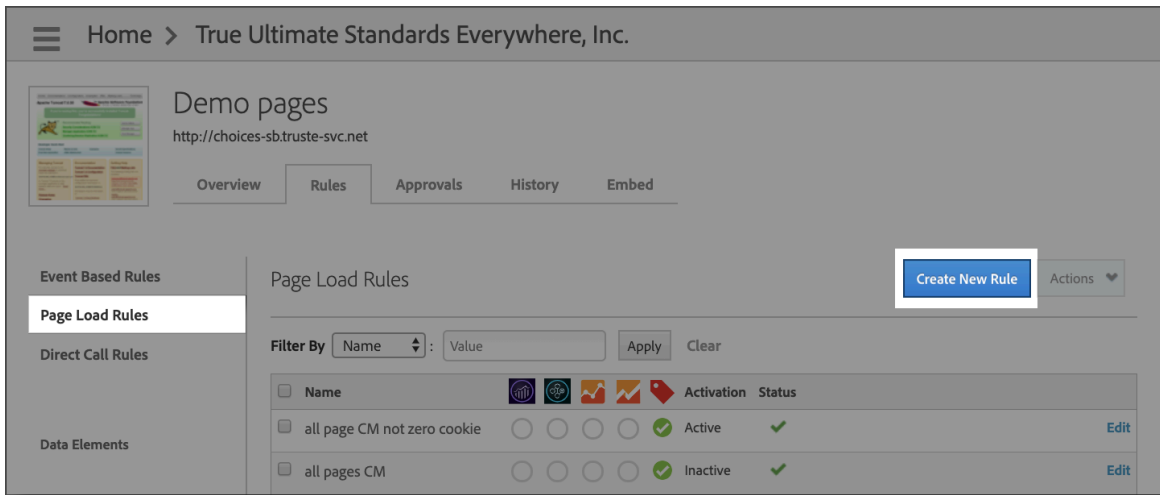 Home > True Ultimate Standards Everywhere, Inc.
Demo pages
http://choices-sb.truste-svc.net
Overview Rules Approvals History Embed
Event Based Rules
Page Load Rules
Direct Call Rules
Data Elements
Page Load Rules
Create New Rule Actions
Filter By Name : Value Apply Clear
Name Activation Status
all page CM not zero cookie Active Edit
all pages CM Inactive Edit